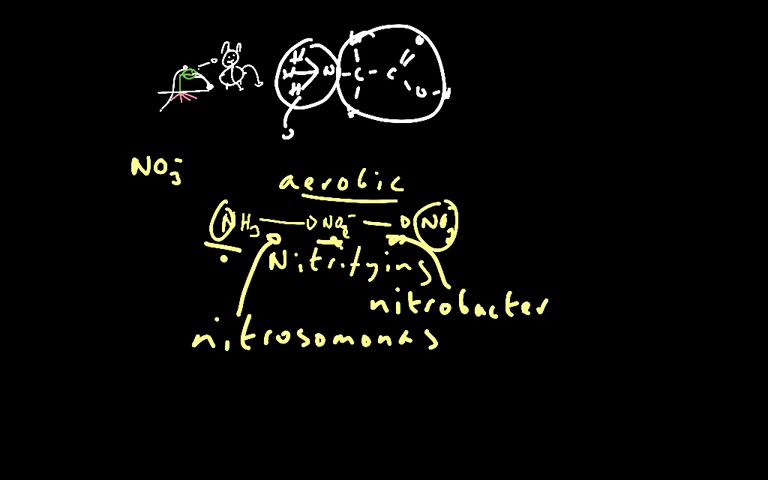 H H
H N - C - C O
H O - H
H
NO3-
aerobic
NH3 → NO2- → NO3-
Nitrifying
nitrobacter
nitrosomonas